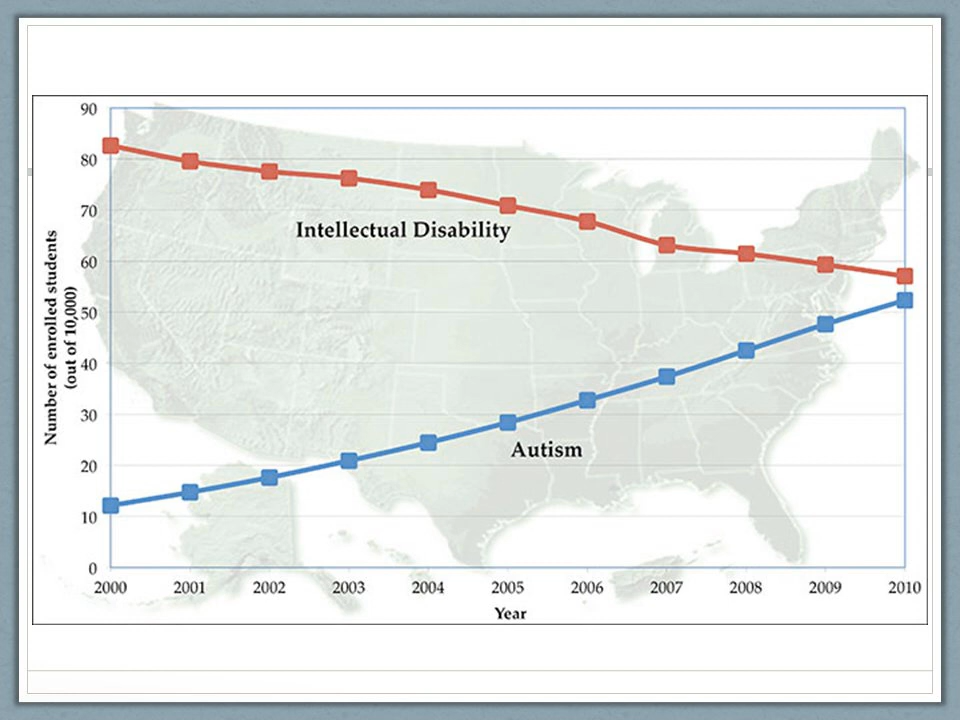 90
80
70
60
50
40
30
20
10
0
Number of enrolled students
(out of 10,000)
Intellectual Disability
Autism
2000 2001 2002 2003 2004 2005 2006 2007 2008 2009 2010
Year